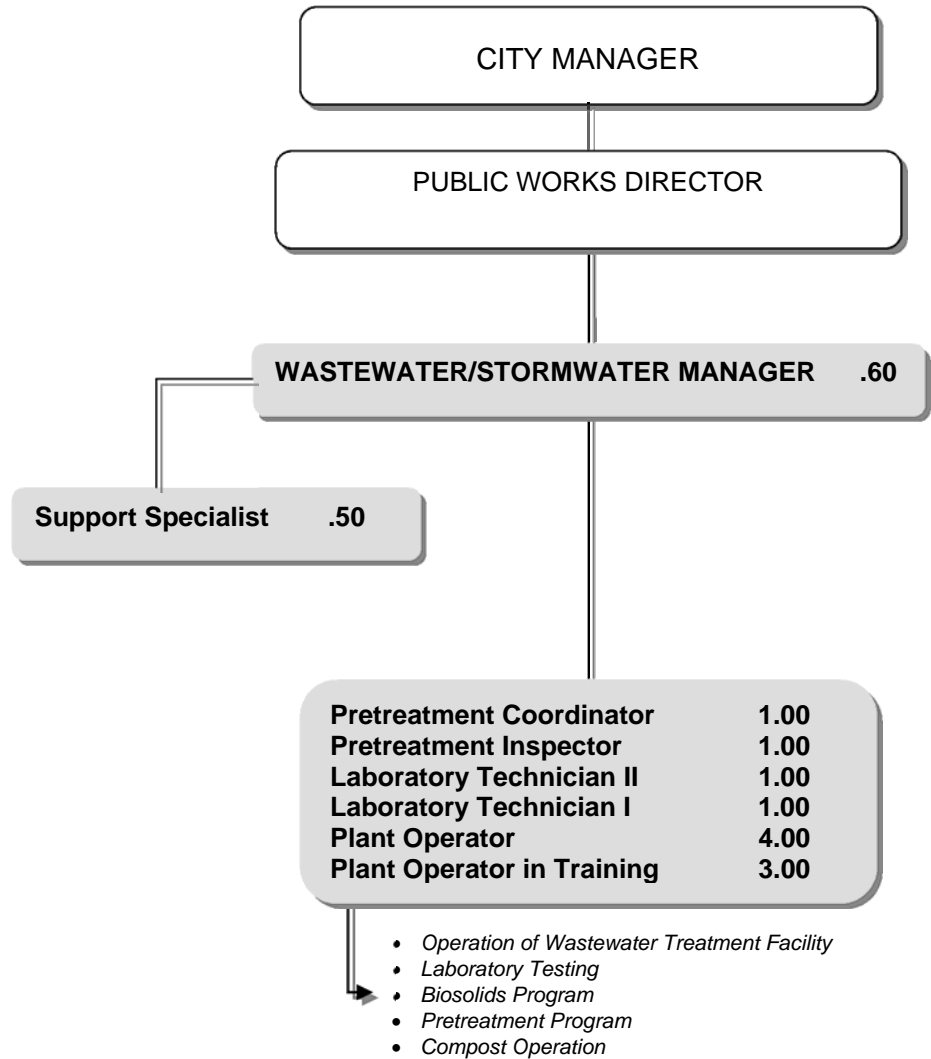 CITY MANAGER
PUBLIC WORKS DIRECTOR
WASTEWATER/STORMWATER MANAGER .60
Support Specialist .50
Pretreatment Coordinator 1.00
Pretreatment Inspector 1.00
Laboratory Technician II 1.00
Laboratory Technician I 1.00
Plant Operator 4.00
Plant Operator in Training 3.00
• Operation of Wastewater Treatment Facility
• Laboratory Testing
• Biosolids Program
• Pretreatment Program
• Compost Operation